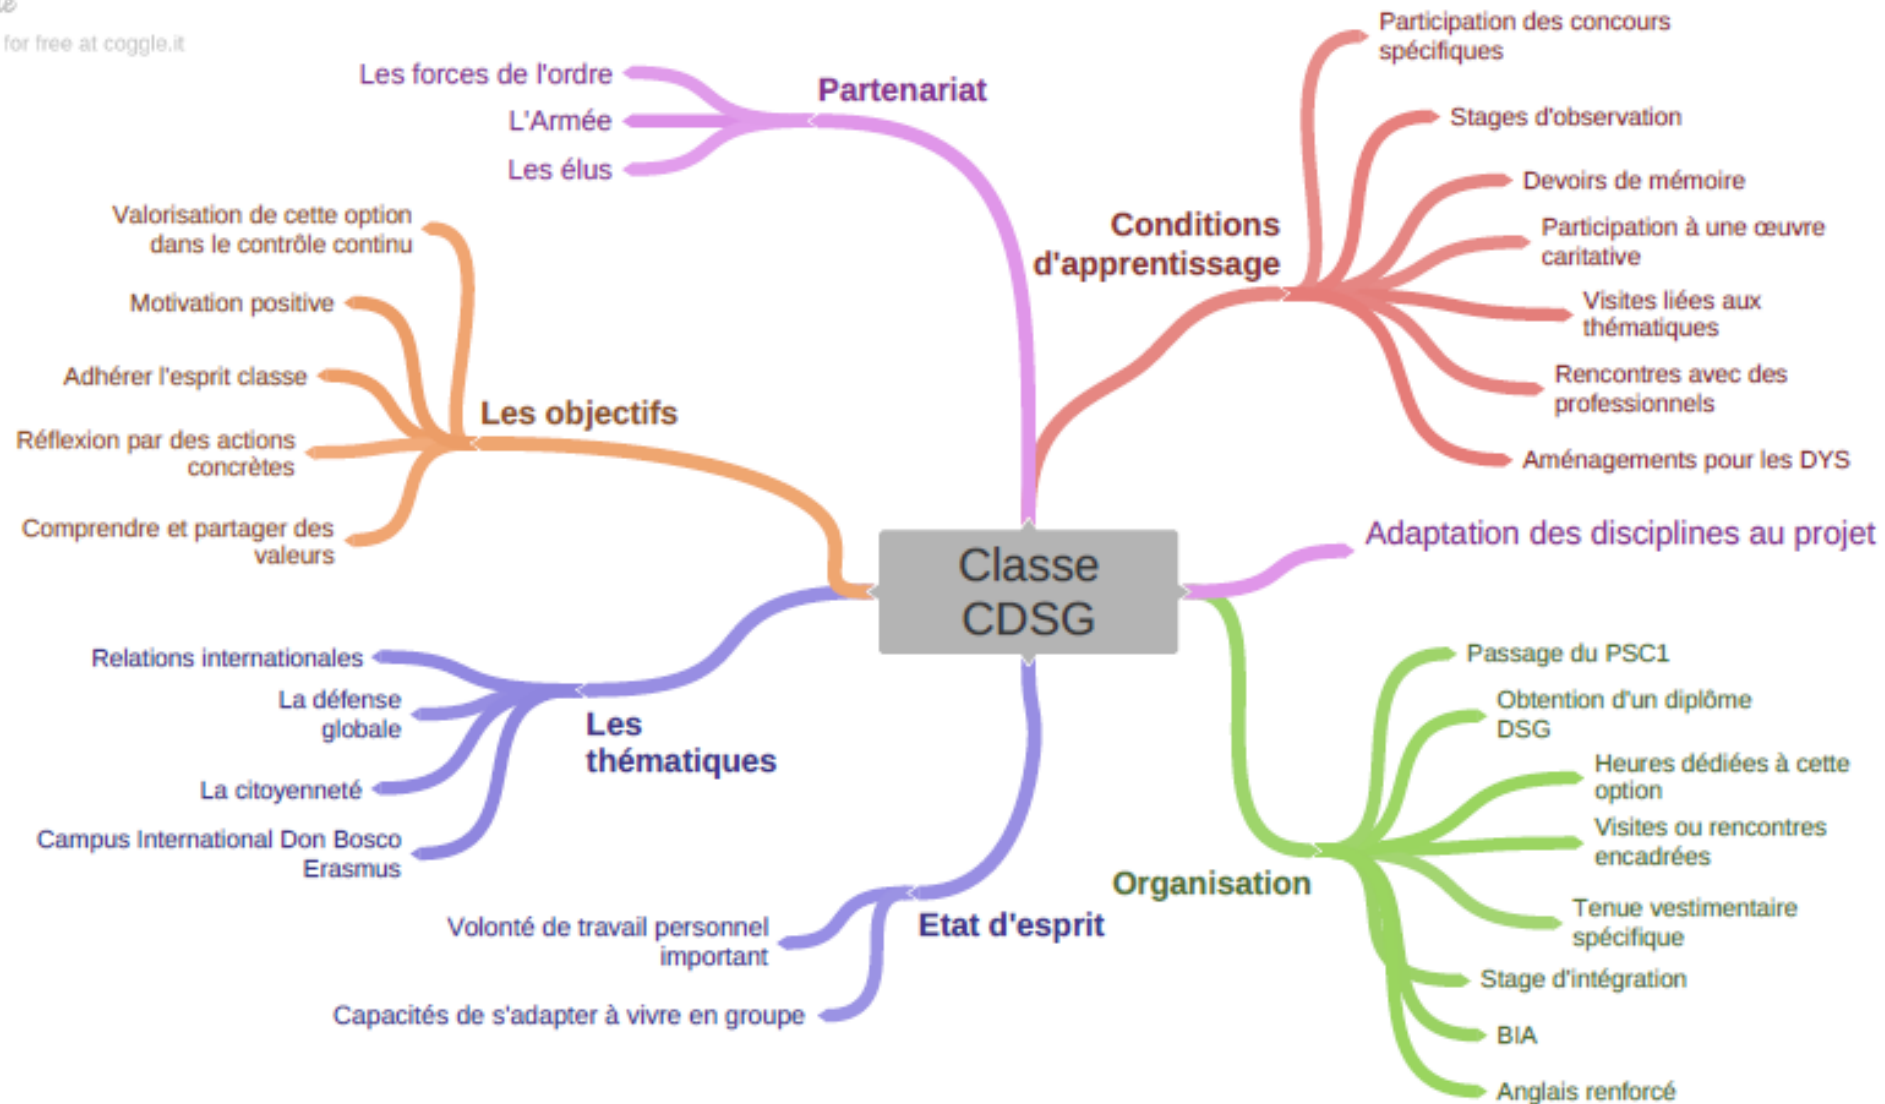 for free at coggle.it
Classe
CDSG
Partenariat
Les forces de l'ordre
L'Armée
Les élus
Conditions
d'apprentissage
Participation des concours
spécifiques
Stages d'observation
Devoirs de mémoire
Participation à une œuvre
caritative
Visites liées aux
thématiques
Rencontres avec des
professionnels
Aménagements pour les DYS
Adaptation des disciplines au projet
Les objectifs
Valorisation de cette option
dans le contrôle continu
Motivation positive
Adhérer l'esprit classe
Réflexion par des actions
concrètes
Comprendre et partager des
valeurs
Les
thématiques
Relations internationales
La défense
globale
La citoyenneté
Campus International Don Bosco
Erasmus
Etat d'esprit
Volonté de travail personnel
important
Capacités de s'adapter à vivre en groupe
Organisation
Passage du PSC1
Obtention d'un diplôme
DSG
Heures dédiées à cette
option
Visites ou rencontres
encadrées
Tenue vestimentaire
spécifique
Stage d'intégration
BIA
Anglais renforcé